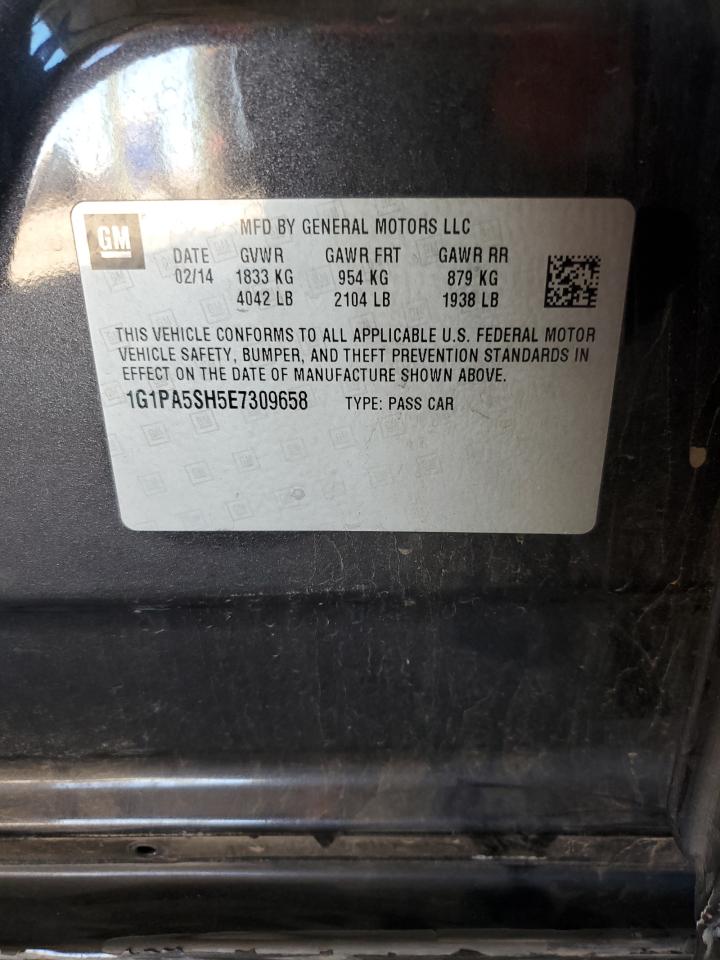 GM
MFD BY GENERAL MOTORS LLC
DATE GVWR GAWR FRT GAWR RR
02/14 1833 KG 954 KG 879 KG
4042 LB 2104 LB 1938 LB
THIS VEHICLE CONFORMS TO ALL APPLICABLE U.S. FEDERAL MOTOR
VEHICLE SAFETY, BUMPER, AND THEFT PREVENTION STANDARDS IN
EFFECT ON THE DATE OF MANUFACTURE SHOWN ABOVE.
1G1PA5SH5E7309658 TYPE: PASS CAR